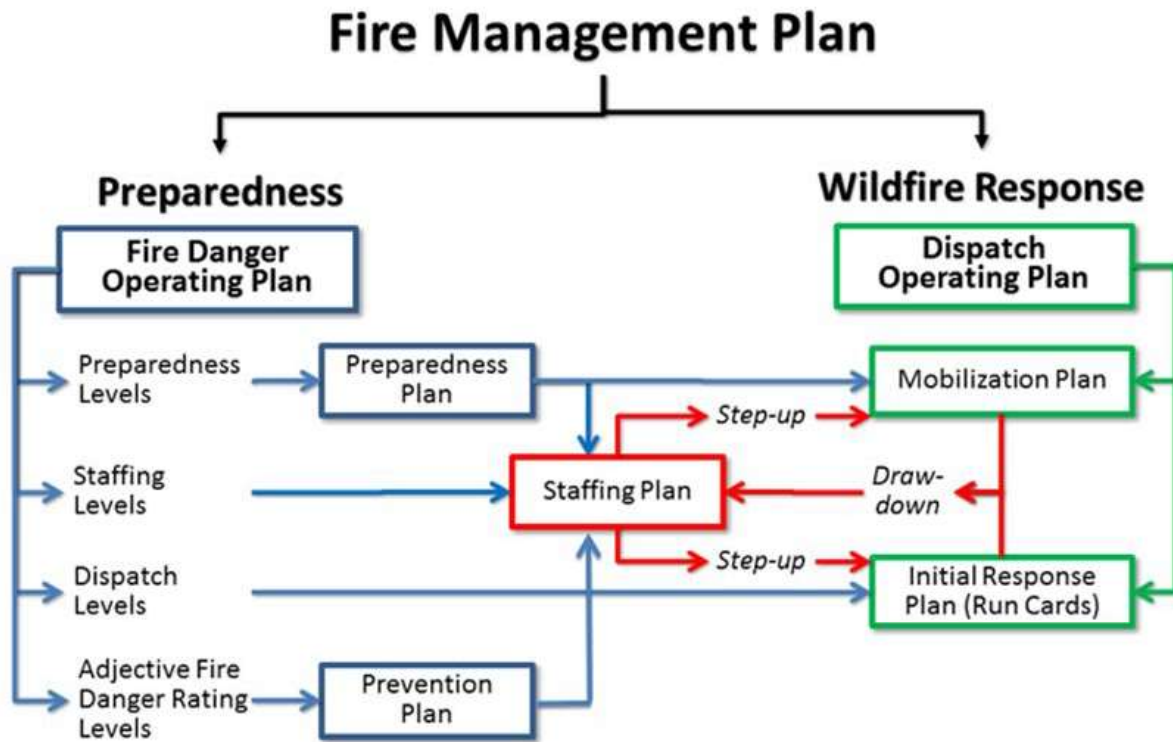 Fire Management Plan
Preparedness
Wildfire Response
Fire Danger
Operating Plan
Dispatch
Operating Plan
Preparedness
Levels
Preparedness
Plan
Mobilization Plan
Step-up
Staffing
Levels
Staffing Plan
Draw-
down
Step-up
Dispatch
Levels
Initial Response
Plan (Run Cards)
Adjective Fire
Danger Rating
Levels
Prevention
Plan